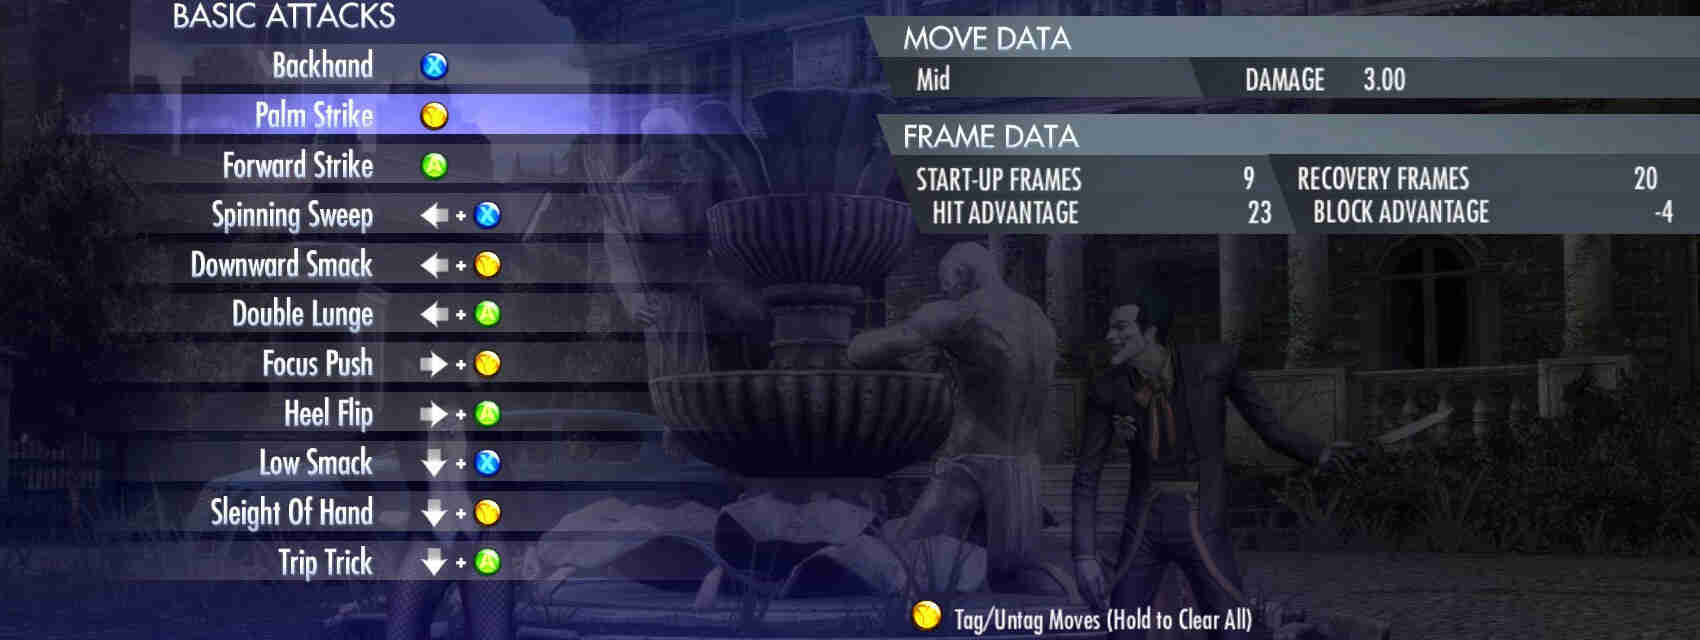 BASIC ATTACKS
Backhand X
Palm Strike Y
Forward Strike A
Spinning Sweep + X
Downward Smack + Y
Double Lunge + A
Focus Push + Y
Heel Flip + A
Low Smack + X
Sleight Of Hand + Y
Trip Trick + A
MOVE DATA
Mid DAMAGE 3.00
FRAME DATA
START-UP FRAMES 9 RECOVERY FRAMES 20
HIT ADVANTAGE 23 BLOCK ADVANTAGE -4
Y Tag/Untag Moves (Hold to Clear All)